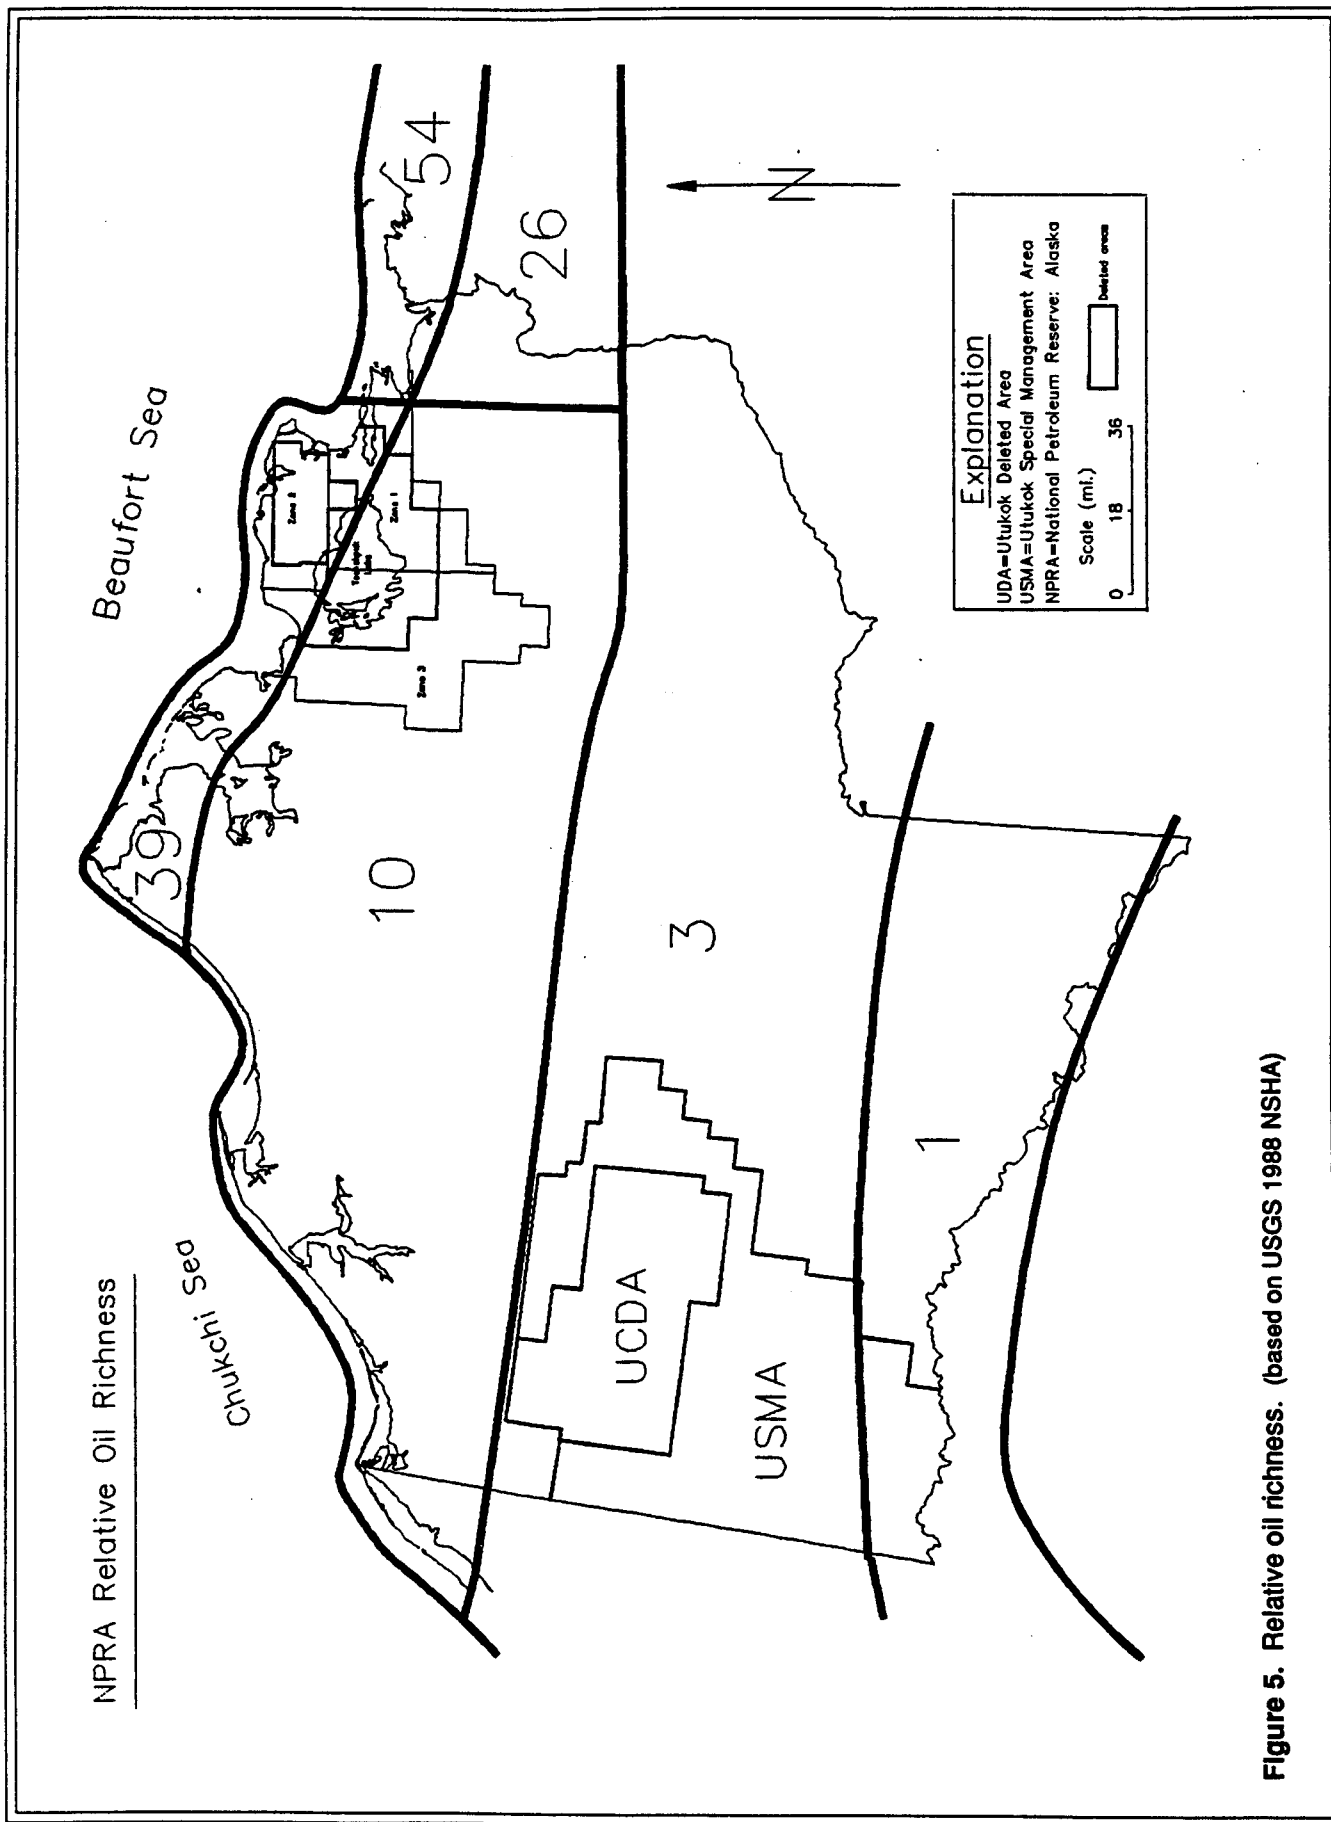 NPRA Relative Oil Richness
Chukchi Sea
Beaufort Sea
39
54
26
10
3
1
Zone 2
Zone 1
Teshekpuk
Lake
Zone 3
UCDA
USMA
N
Explanation
UDA=Utukok Deleted Area
USMA=Utukok Special Management Area
NPRA=National Petroleum Reserve: Alaska
Scale (mi.)
0 18 36
Deleted areas
Figure 5. Relative oil richness. (based on USGS 1988 NSHA)